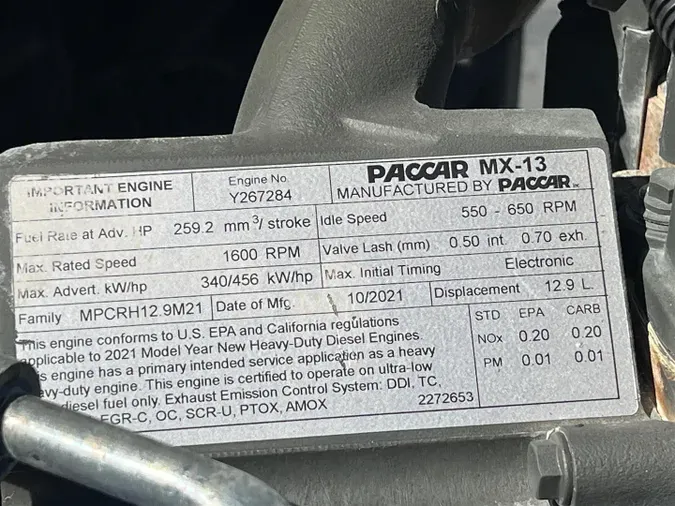 IMPORTANT ENGINE
INFORMATION
Engine No.
Y267284
PACCAR MX-13
MANUFACTURED BY PACCAR
Fuel Rate at Adv. HP 259.2 mm³/ stroke
Idle Speed 550 - 650 RPM
Max. Rated Speed 1600 RPM
Valve Lash (mm) 0.50 int. 0.70 exh.
Max. Advert. kW/hp 340/456 kW/hp
Max. Initial Timing Electronic
Family MPCRH12.9M21
Date of Mfg. 10/2021
Displacement 12.9 L.
This engine conforms to U.S. EPA and California regulations
applicable to 2021 Model Year New Heavy-Duty Diesel Engines.
engine has a primary intended service application as a heavy
heavy-duty engine. This engine is certified to operate on ultra-low
diesel fuel only. Exhaust Emission Control System: DDI, TC,
EGR-C, OC, SCR-U, PTOX, AMOX
2272653
STD EPA CARB
NOx 0.20 0.20
PM 0.01 0.01